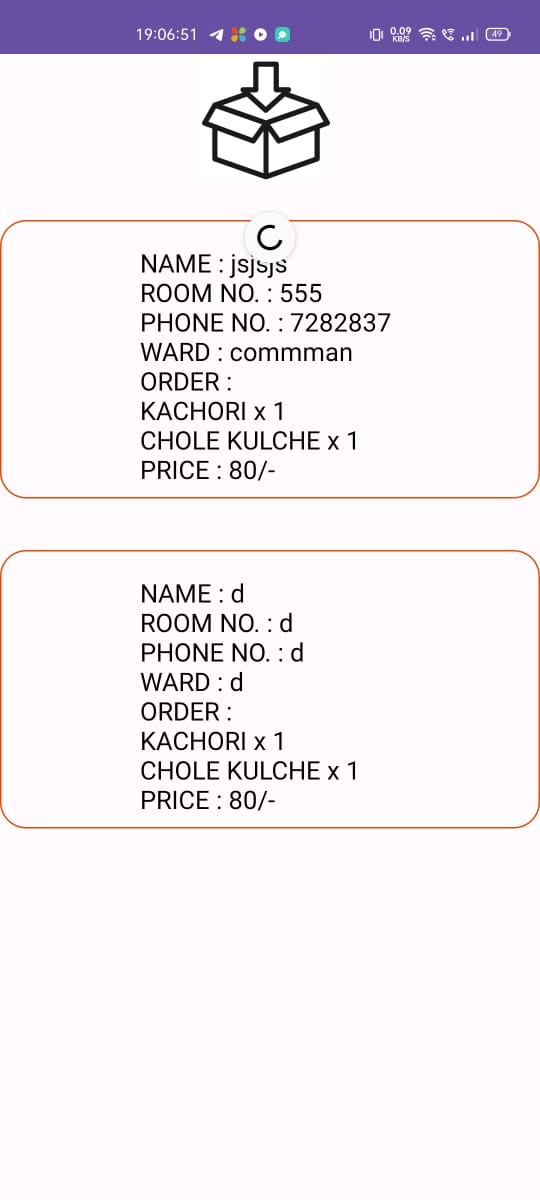 19:06:51 0.09 KB/S 49
NAME : jsjsjs
ROOM NO. : 555
PHONE NO. : 7282837
WARD : commman
ORDER :
KACHORI x 1
CHOLE KULCHE x 1
PRICE : 80/-
NAME : d
ROOM NO. : d
PHONE NO. : d
WARD : d
ORDER :
KACHORI x 1
CHOLE KULCHE x 1
PRICE : 80/-